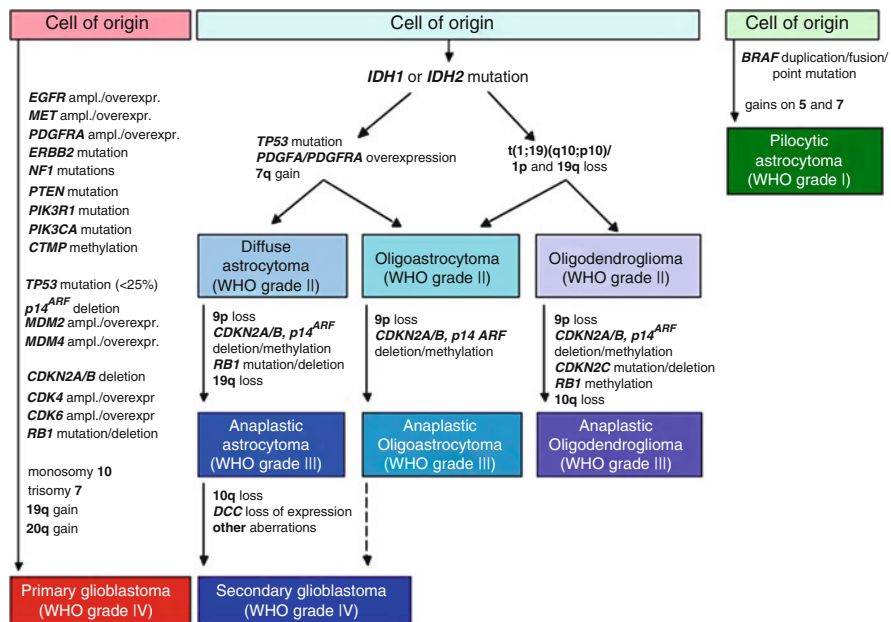 Cell of origin
EGFR ampl./overexpr.
MET ampl./overexpr.
PDGFRA ampl./overexpr.
ERBB2 mutation
NF1 mutations
PTEN mutation
PIK3R1 mutation
PIK3CA mutation
CTMP methylation
TP53 mutation (<25%)
p14ARF deletion
MDM2 ampl./overexpr.
MDM4 ampl./overexpr.
CDKN2A/B deletion
CDK4 ampl./overexpr
CDK6 ampl./overexpr
RB1 mutation/deletion
monosomy 10
trisomy 7
19q gain
20q gain
Primary glioblastoma
(WHO grade IV)
Cell of origin
IDH1 or IDH2 mutation
TP53 mutation
PDGFA/PDGFRA overexpression
7q gain
t(1;19)(q10;p10)/
1p and 19q loss
Diffuse
astrocytoma
(WHO grade II)
Oligoastrocytoma
(WHO grade II)
Oligodendroglioma
(WHO grade II)
9p loss
CDKN2A/B, p14ARF
deletion/methylation
RB1 mutation/deletion
19q loss
9p loss
CDKN2A/B, p14 ARF
deletion/methylation
9p loss
CDKN2A/B, p14ARF
deletion/methylation
CDKN2C mutation/deletion
RB1 methylation
10q loss
Anaplastic
astrocytoma
(WHO grade III)
Anaplastic
Oligoastrocytoma
(WHO grade III)
Anaplastic
Oligodendroglioma
(WHO grade III)
10q loss
DCC loss of expression
other aberrations
Secondary glioblastoma
(WHO grade IV)
Cell of origin
BRAF duplication/fusion/
point mutation
gains on 5 and 7
Pilocytic
astrocytoma
(WHO grade I)